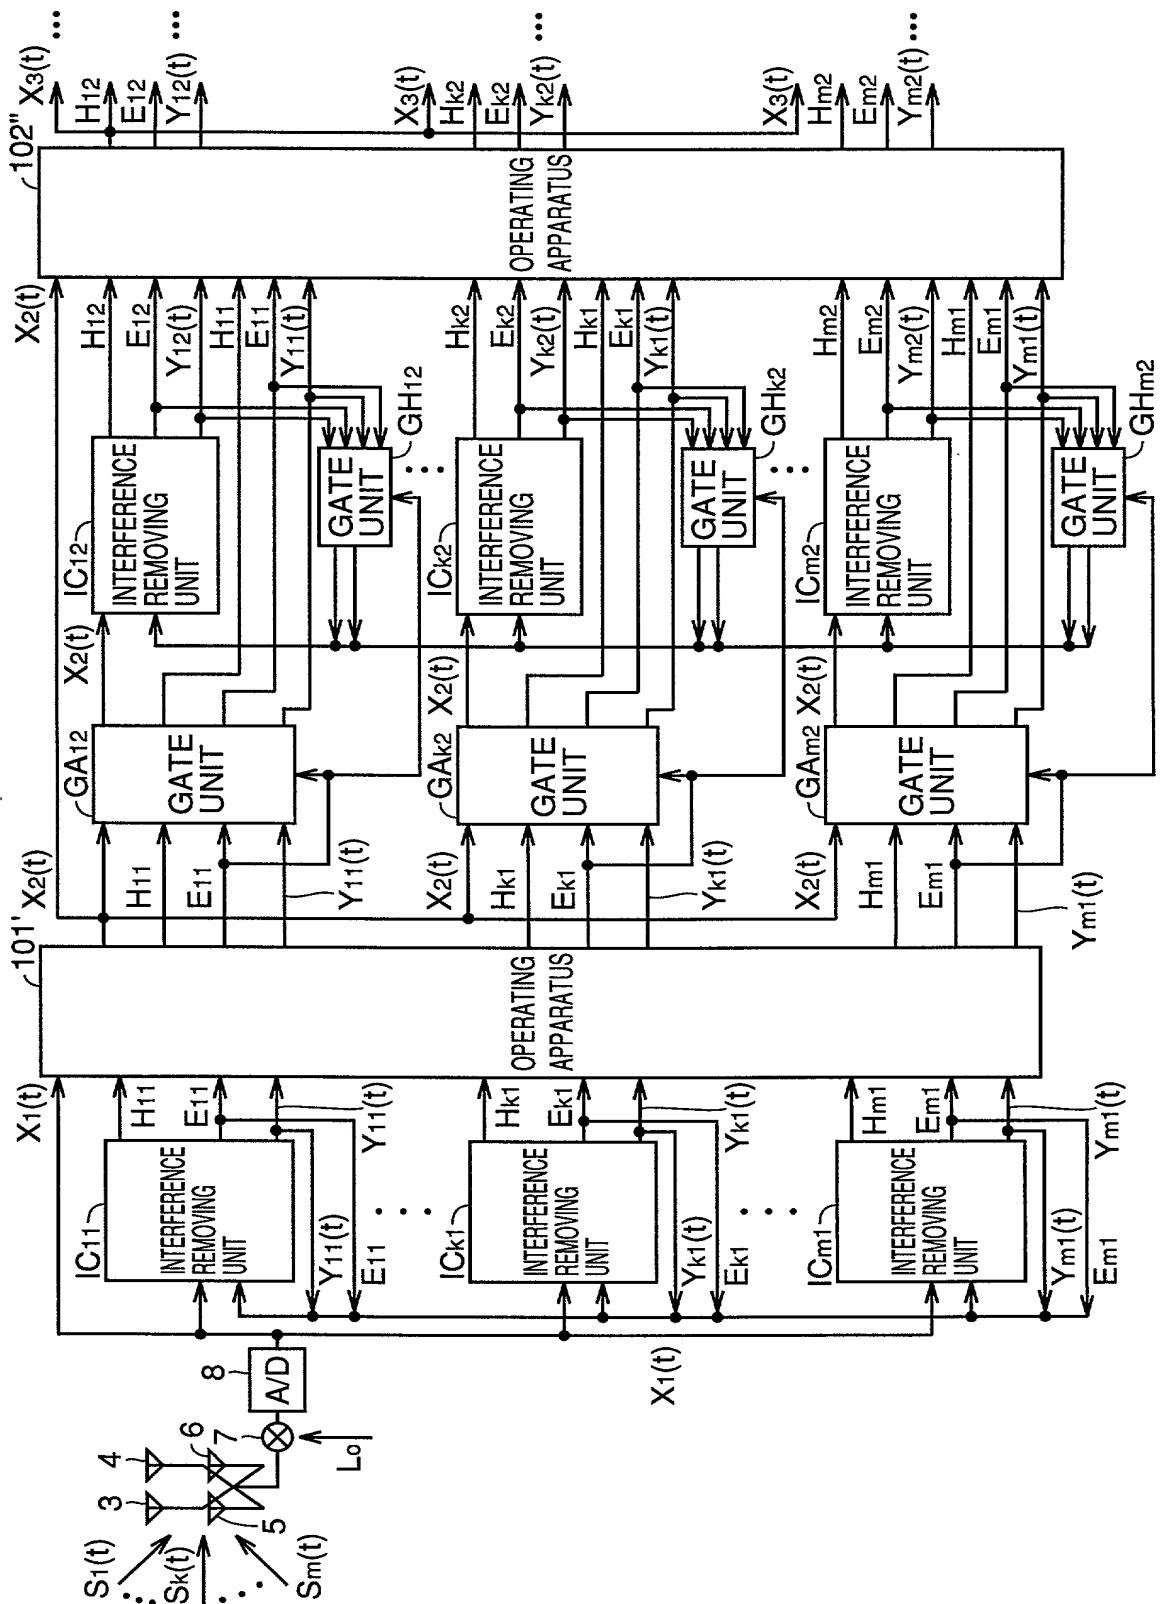 S1(t)
Sk(t)
Sm(t)
3
4
5
6
7
Lo
8
A/D
X1(t)
X1(t)
IC11
INTERFERENCE
REMOVING
UNIT
H11
E11
Y11(t)
Y11(t)
E11
ICk1
INTERFERENCE
REMOVING
UNIT
Hk1
Ek1
Yk1(t)
Yk1(t)
Ek1
ICm1
INTERFERENCE
REMOVING
UNIT
Hm1
Em1
Ym1(t)
Ym1(t)
Em1
101'
OPERATING
APPARATUS
X2(t)
H11
E11
Y11(t)
X2(t)
Hk1
Ek1
Yk1(t)
X2(t)
Hm1
Em1
Ym1(t)
GA12
GATE
UNIT
GAk2
GATE
UNIT
GAm2
GATE
UNIT
X2(t)
X2(t)
X2(t)
IC12
INTERFERENCE
REMOVING
UNIT
GATE
UNIT
GH12
ICk2
INTERFERENCE
REMOVING
UNIT
GATE
UNIT
GHk2
ICm2
INTERFERENCE
REMOVING
UNIT
GATE
UNIT
GHm2
X2(t)
H12
E12
Y12(t)
H11
E11
Y11(t)
Hk2
Ek2
Yk2(t)
Hk1
Ek1
Yk1(t)
Hm2
Em2
Ym2(t)
Hm1
Em1
Ym1(t)
102"
OPERATING
APPARATUS
X3(t)
H12
E12
Y12(t)
X3(t)
Hk2
Ek2
Yk2(t)
X3(t)
Hm2
Em2
Ym2(t)